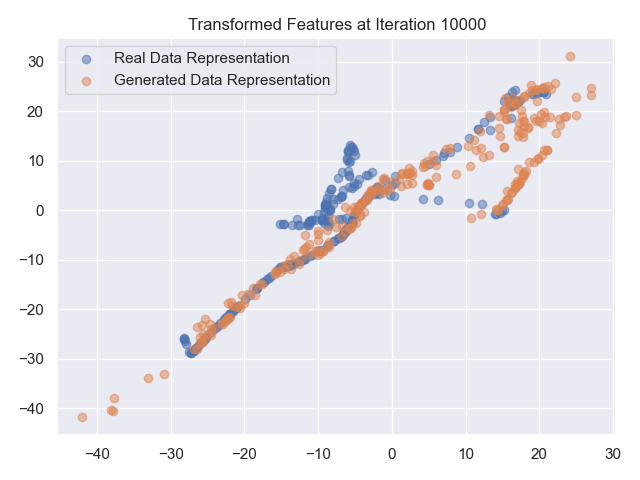 Transformed Features at Iteration 10000
Real Data Representation
Generated Data Representation
30
20
10
0
−10
−20
−30
−40
−40 −30 −20 −10 0 10 20 30